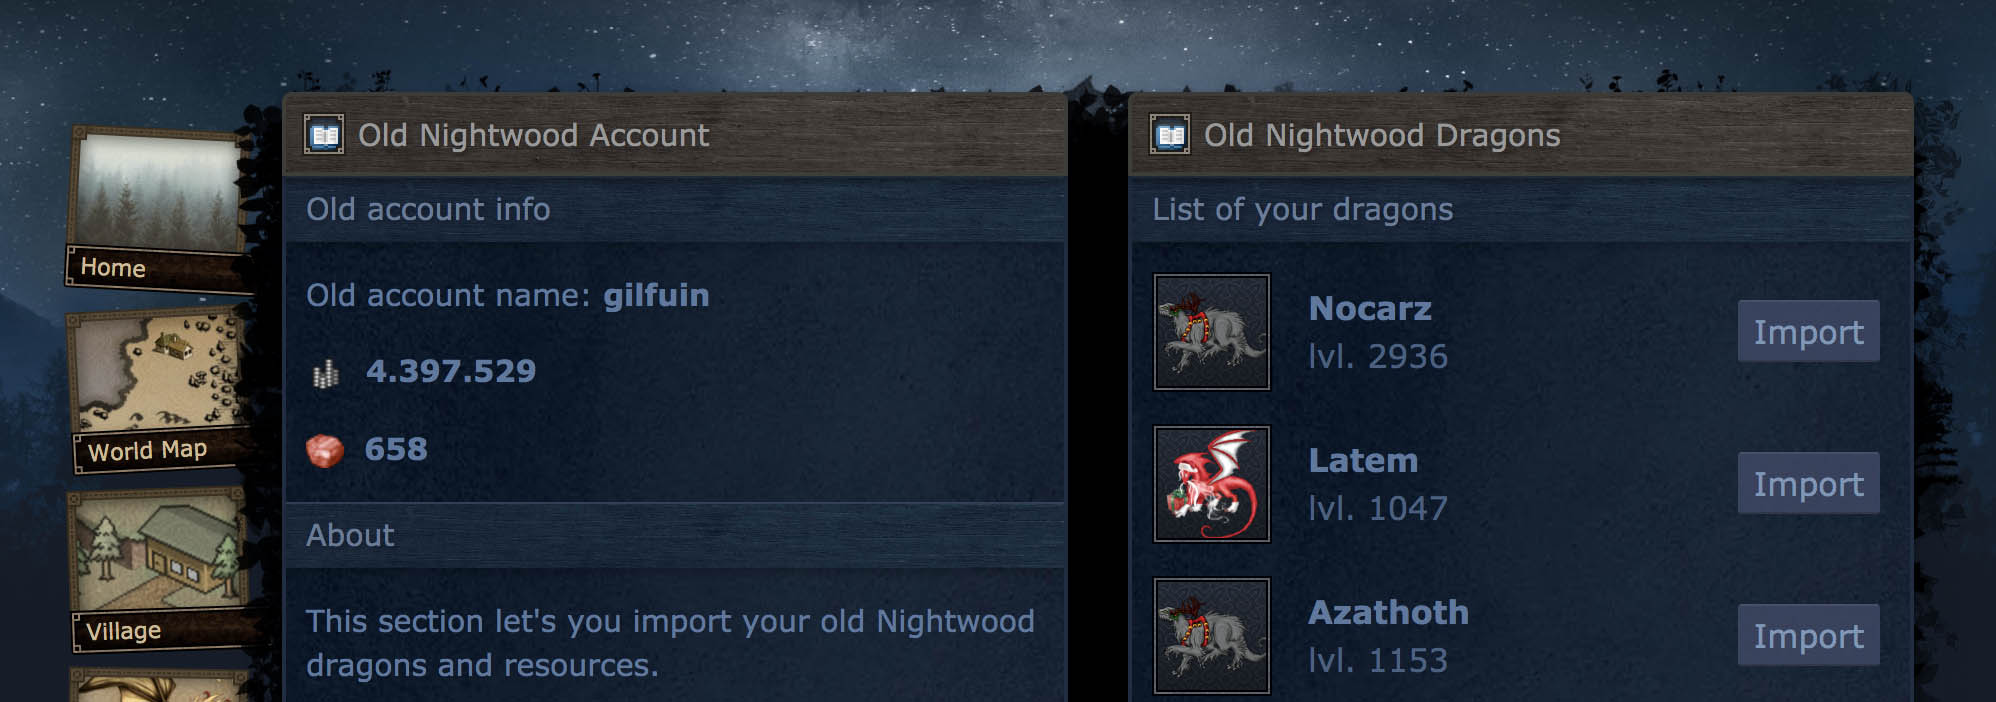 Home
World Map
Village
Old Nightwood Account
Old account info
Old account name: gilfuin
4.397.529
658
About
This section let's you import your old Nightwood
dragons and resources.
Old Nightwood Dragons
List of your dragons
Nocarz
lvl. 2936
Import
Latem
lvl. 1047
Import
Azathoth
lvl. 1153
Import